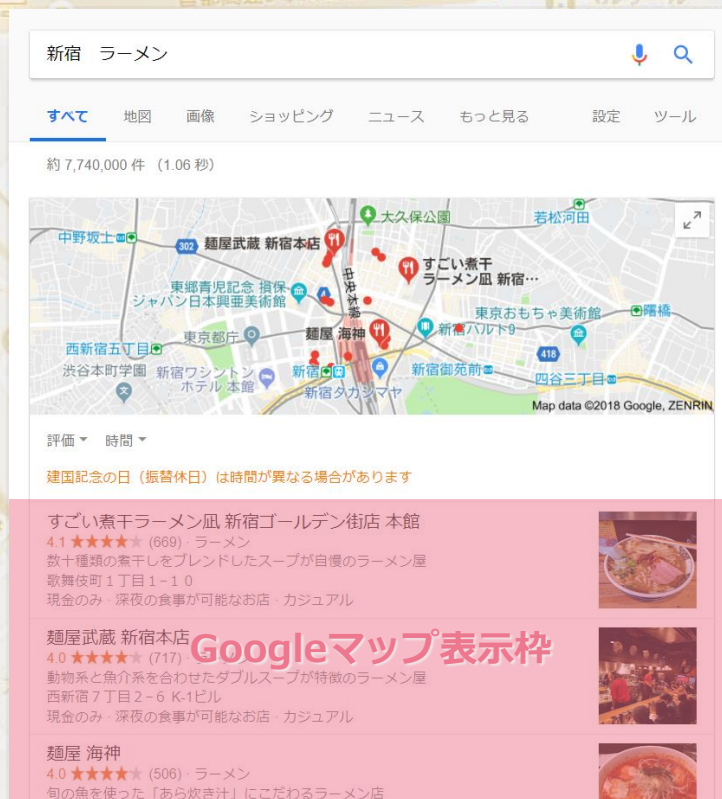 新宿　ラーメン
すべて 地図 画像 ショッピング ニュース もっと見る 設定 ツール
約 7,740,000 件 （1.06 秒）
大久保公園
若松河田
中野坂上
302
麺屋武蔵 新宿本店
すごい煮干
ラーメン凪 新宿…
中央本線
東郷青児記念 損保
ジャパン日本興亜美術館
東京おもちゃ美術館
曙橋
東京都庁
麺屋 海神
新宿バルト9
西新宿五丁目
418
渋谷本町学園
新宿ワシントン
ホテル 本館
新宿
新宿御苑前
四谷三丁目
新宿タカシマヤ
Map data ©2018 Google, ZENRIN
評価 時間
建国記念の日（振替休日）は時間が異なる場合があります
すごい煮干ラーメン凪 新宿ゴールデン街店 本館
4.1 ★★★★★ (669) · ラーメン
数十種類の煮干しをブレンドしたスープが自慢のラーメン屋
歌舞伎町１丁目１−１０
現金のみ · 深夜の食事が可能なお店 · カジュアル
麺屋武蔵 新宿本店
Googleマップ表示枠
4.0 ★★★★★ (717) ·
動物系と魚介系を合わせたダブルスープが特徴のラーメン屋
西新宿７丁目２−６ K-1ビル
現金のみ · 深夜の食事が可能なお店 · カジュアル
麺屋 海神
4.0 ★★★★★ (506) · ラーメン
旬の魚を使った「あら炊き汁」にこだわるラーメン店